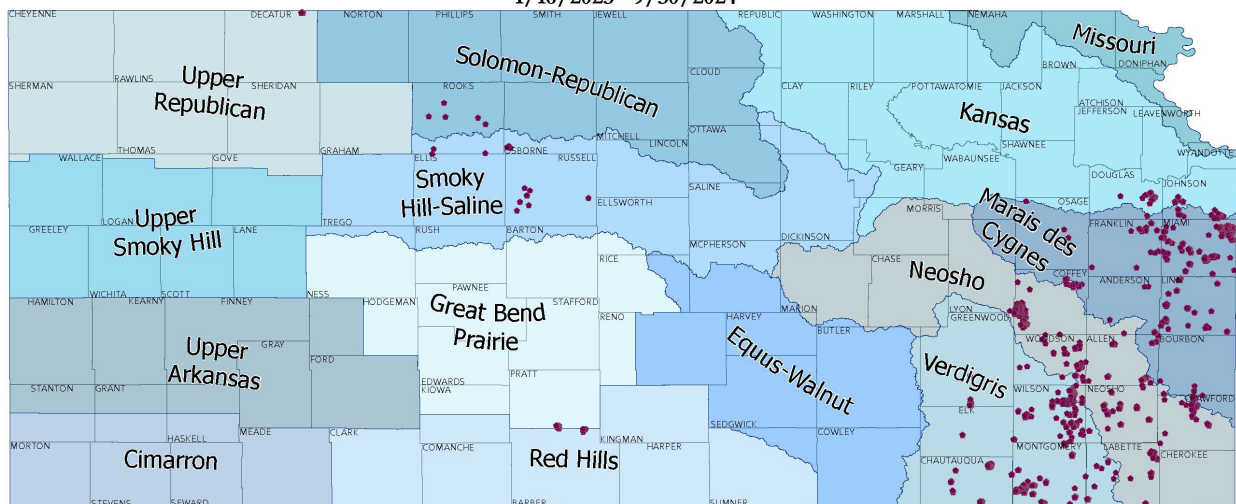 1/16/2023 - 9/30/2024
CHEYENNE
DECATUR
NORTON
PHILLIPS
SMITH
JEWELL
REPUBLIC
WASHINGTON
MARSHALL
NEMAHA
Missouri
DONIPHAN
BROWN
Solomon-Republican
CLOUD
Upper
Republican
RAWLINS
SHERIDAN
SHERMAN
ROOKS
CLAY
RILEY
POTTAWATOMIE
JACKSON
ATCHISON
JEFFERSON
LEAVENWORTH
Kansas
MITCHELL
OTTAWA
LINCOLN
SHAWNEE
WYANDOTTE
THOMAS
WALLACE
GOVE
GRAHAM
ELLIS
OSBORNE
RUSSELL
WABAUNSEE
GEARY
DOUGLAS
JOHNSON
Smoky
Hill-Saline
SALINE
ELLSWORTH
MORRIS
OSAGE
Marais des
Cygnes
FRANKLIN
MIAMI
LOGAN
Upper
Smoky Hill
GREELEY
LANE
TREGO
RUSH
BARTON
DICKINSON
MCPHERSON
RICE
CHASE
Neosho
COFFEY
ANDERSON
LINN
WICHITA
SCOTT
NESS
PAWNEE
HAMILTON
KEARNY
FINNEY
HODGEMAN
STAFFORD
Great Bend
Prairie
RENO
HARVEY
MARION
BUTLER
LYON
GREENWOOD
Upper
Arkansas
GRAY
FORD
Equus-Walnut
Verdigris
WOODSON
ALLEN
BOURBON
PRATT
EDWARDS
KIOWA
STANTON
GRANT
WILSON
NEOSHO
CRAWFORD
ELK
MORTON
HASKELL
MEADE
CLARK
COMANCHE
KINGMAN
HARPER
SEDGWICK
COWLEY
Cimarron
Red Hills
MONTGOMERY
LABETTE
CHEROKEE
CHAUTAUQUA
STEVENS
SEWARD
BARBER
SUMNER